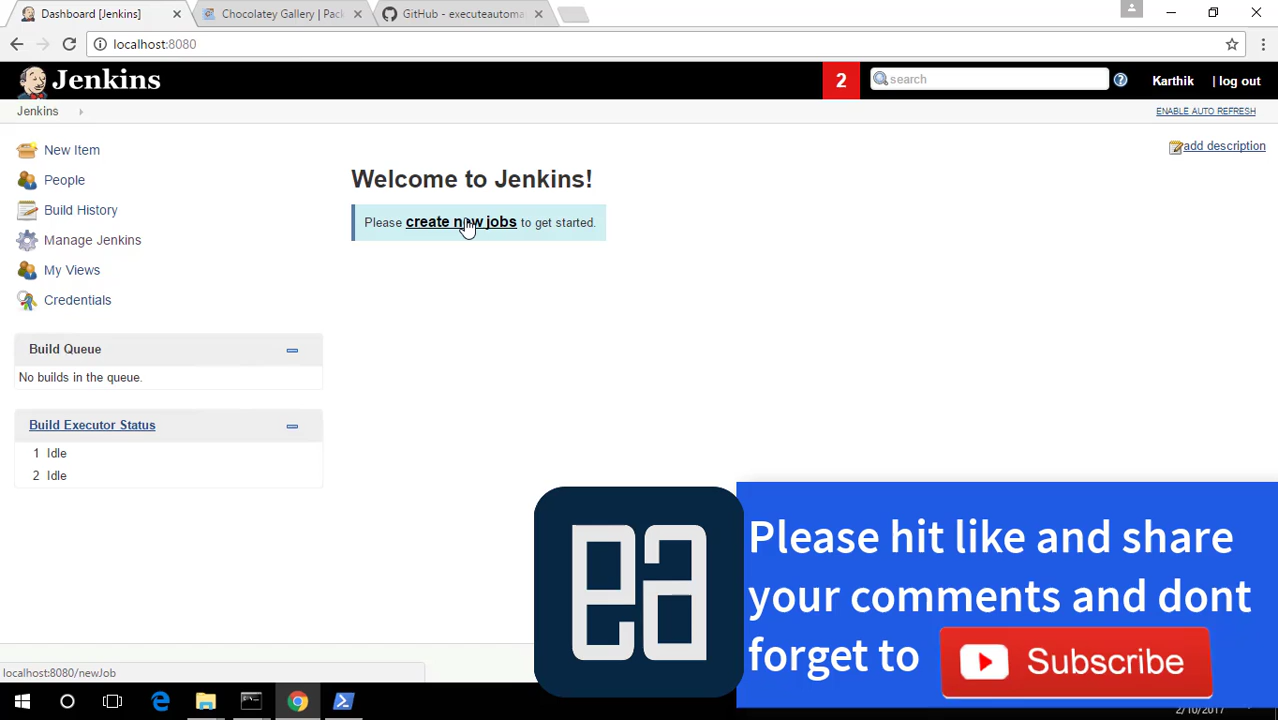 Dashboard [Jenkins]
Chocolatey Gallery | Pack
GitHub - executeautoma
localhost:8080
Jenkins
2
search
Karthik
| log out
Jenkins
ENABLE AUTO REFRESH
New Item
People
Build History
Manage Jenkins
My Views
Credentials
add description
Welcome to Jenkins!
Please create new jobs to get started.
Build Queue
No builds in the queue.
Build Executor Status
1 Idle
2 Idle
ea
Please hit like and share
your comments and dont
forget to
Subscribe
localhost:8080/newJob
2/10/2017